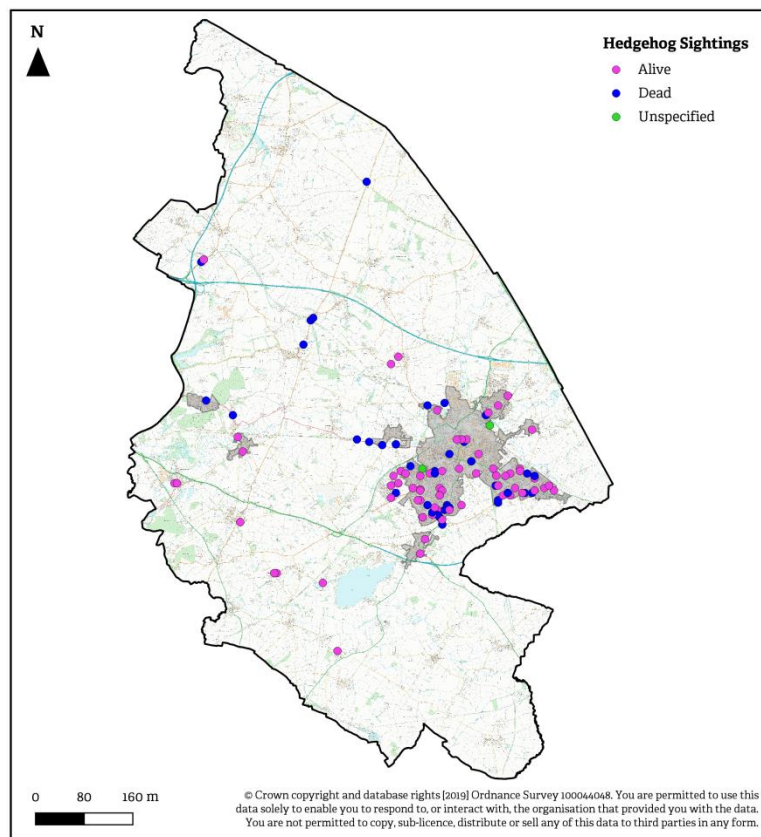 N
Hedgehog Sightings
Alive
Dead
Unspecified
0 80 160 m
© Crown copyright and database rights [2019] Ordnance Survey 100044048. You are permitted to use this
data solely to enable you to respond to, or interact with, the organisation that provided you with the data.
You are not permitted to copy, sub-licence, distribute or sell any of this data to third parties in any form.